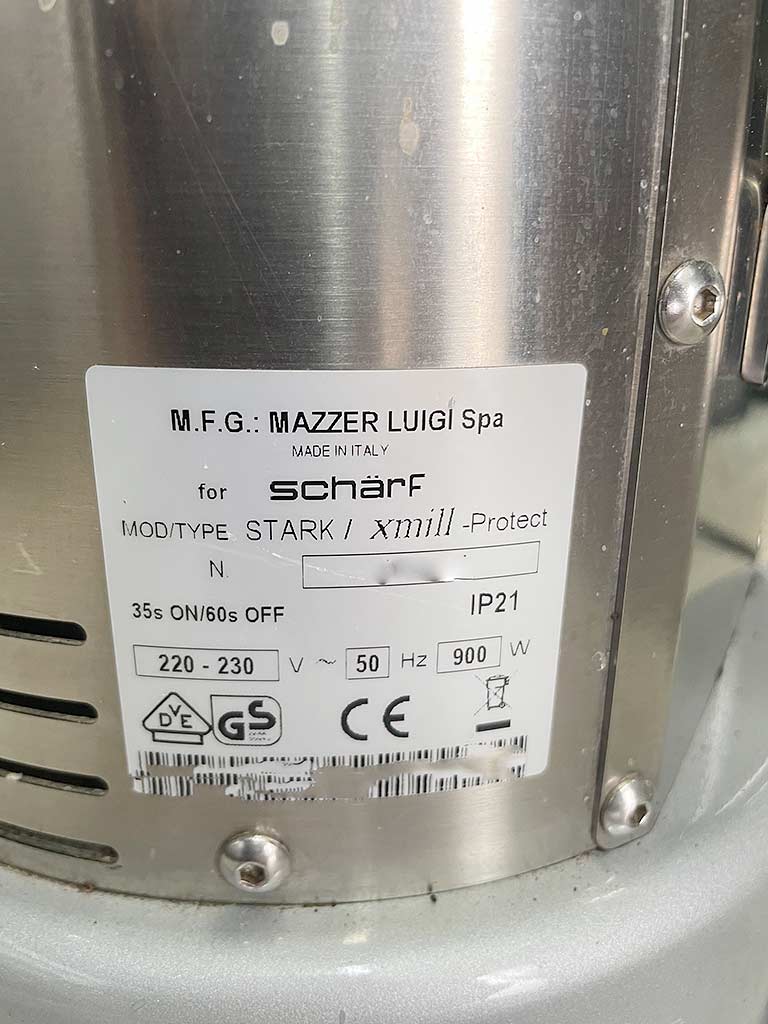 M.F.G.: MAZZER LUIGI Spa
MADE IN ITALY
for schärf
MOD/TYPE STARK / xmill -Protect
N.
35s ON/60s OFF IP21
220 - 230 V ~ 50 Hz 900 W
DVE GS CE